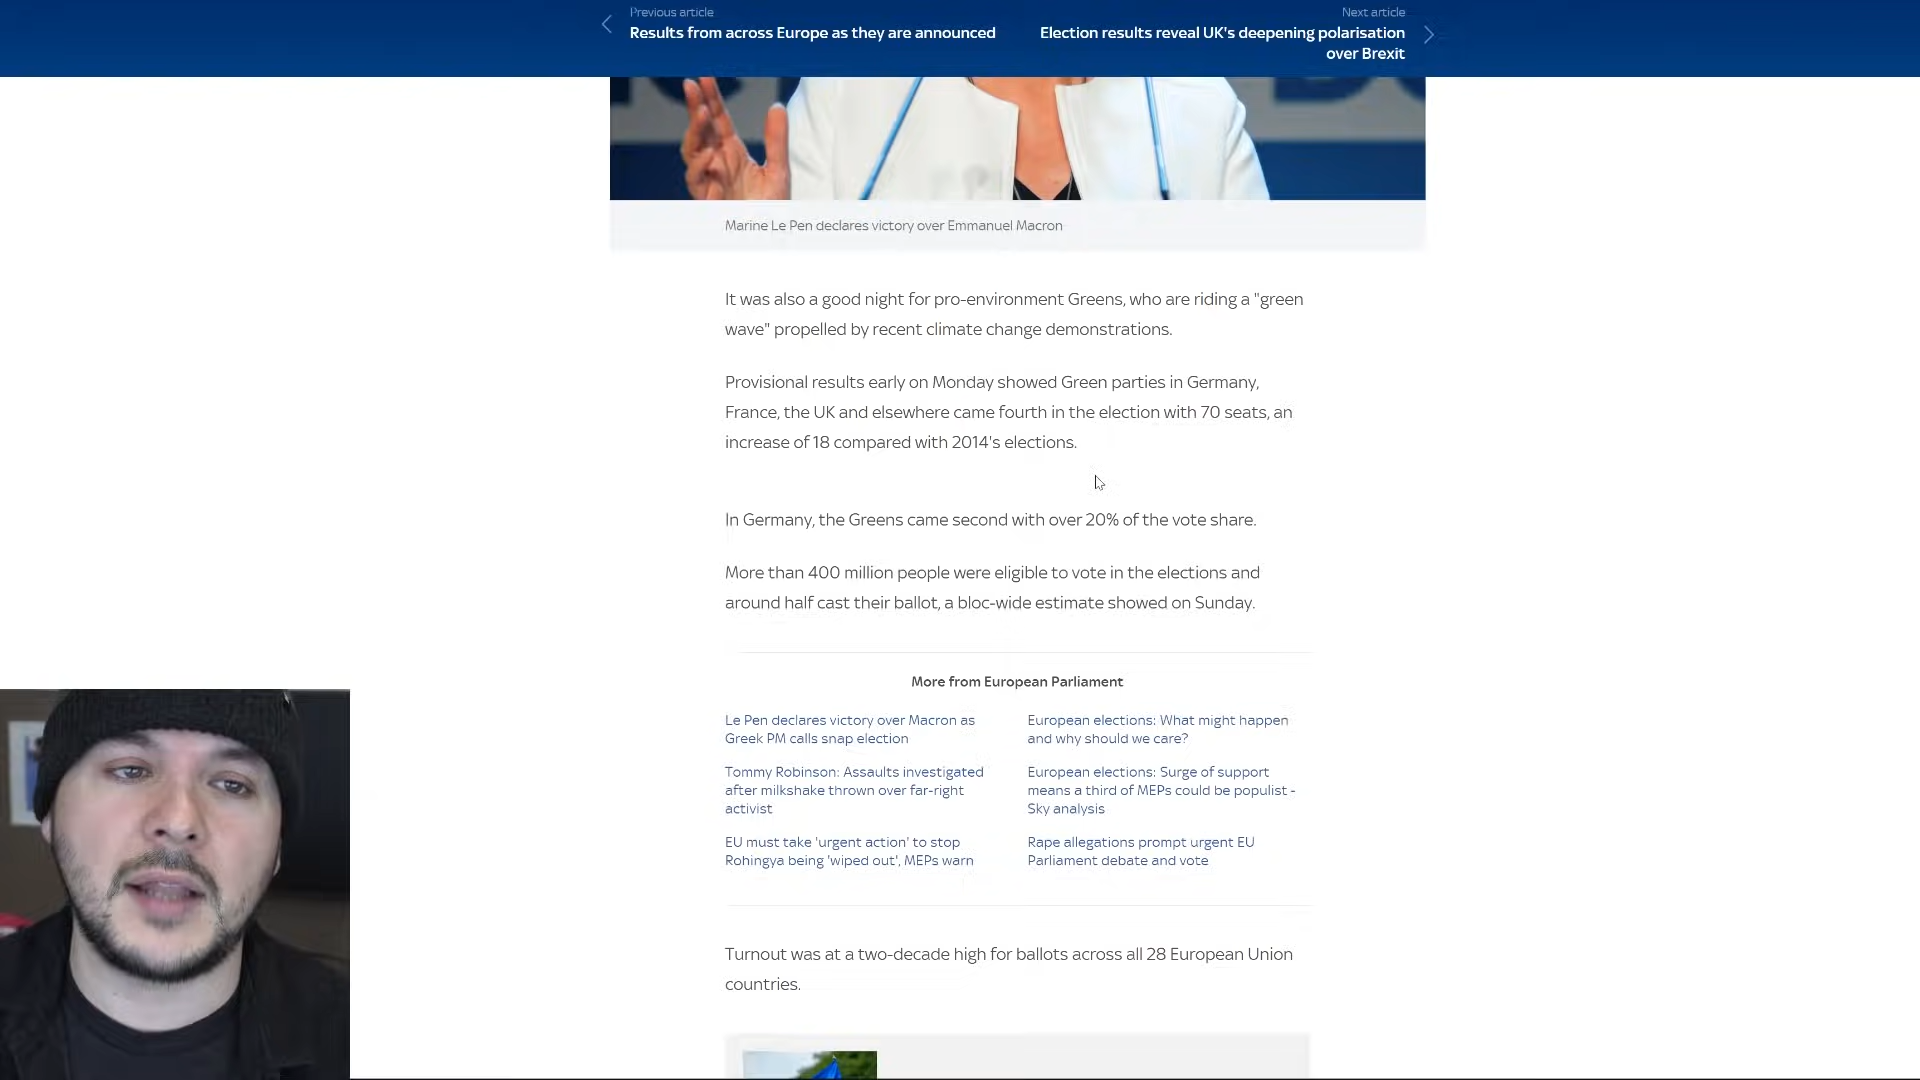 Previous article
Results from across Europe as they are announced
Next article
Election results reveal UK's deepening polarisation
over Brexit
Marine Le Pen declares victory over Emmanuel Macron
It was also a good night for pro-environment Greens, who are riding a "green
wave" propelled by recent climate change demonstrations.
Provisional results early on Monday showed Green parties in Germany,
France, the UK and elsewhere came fourth in the election with 70 seats, an
increase of 18 compared with 2014's elections.
In Germany, the Greens came second with over 20% of the vote share.
More than 400 million people were eligible to vote in the elections and
around half cast their ballot, a bloc-wide estimate showed on Sunday.
More from European Parliament
Le Pen declares victory over Macron as
Greek PM calls snap election
Tommy Robinson: Assaults investigated
after milkshake thrown over far-right
activist
EU must take 'urgent action' to stop
Rohingya being 'wiped out', MEPs warn
European elections: What might happen
and why should we care?
European elections: Surge of support
means a third of MEPs could be populist -
Sky analysis
Rape allegations prompt urgent EU
Parliament debate and vote
Turnout was at a two-decade high for ballots across all 28 European Union
countries.